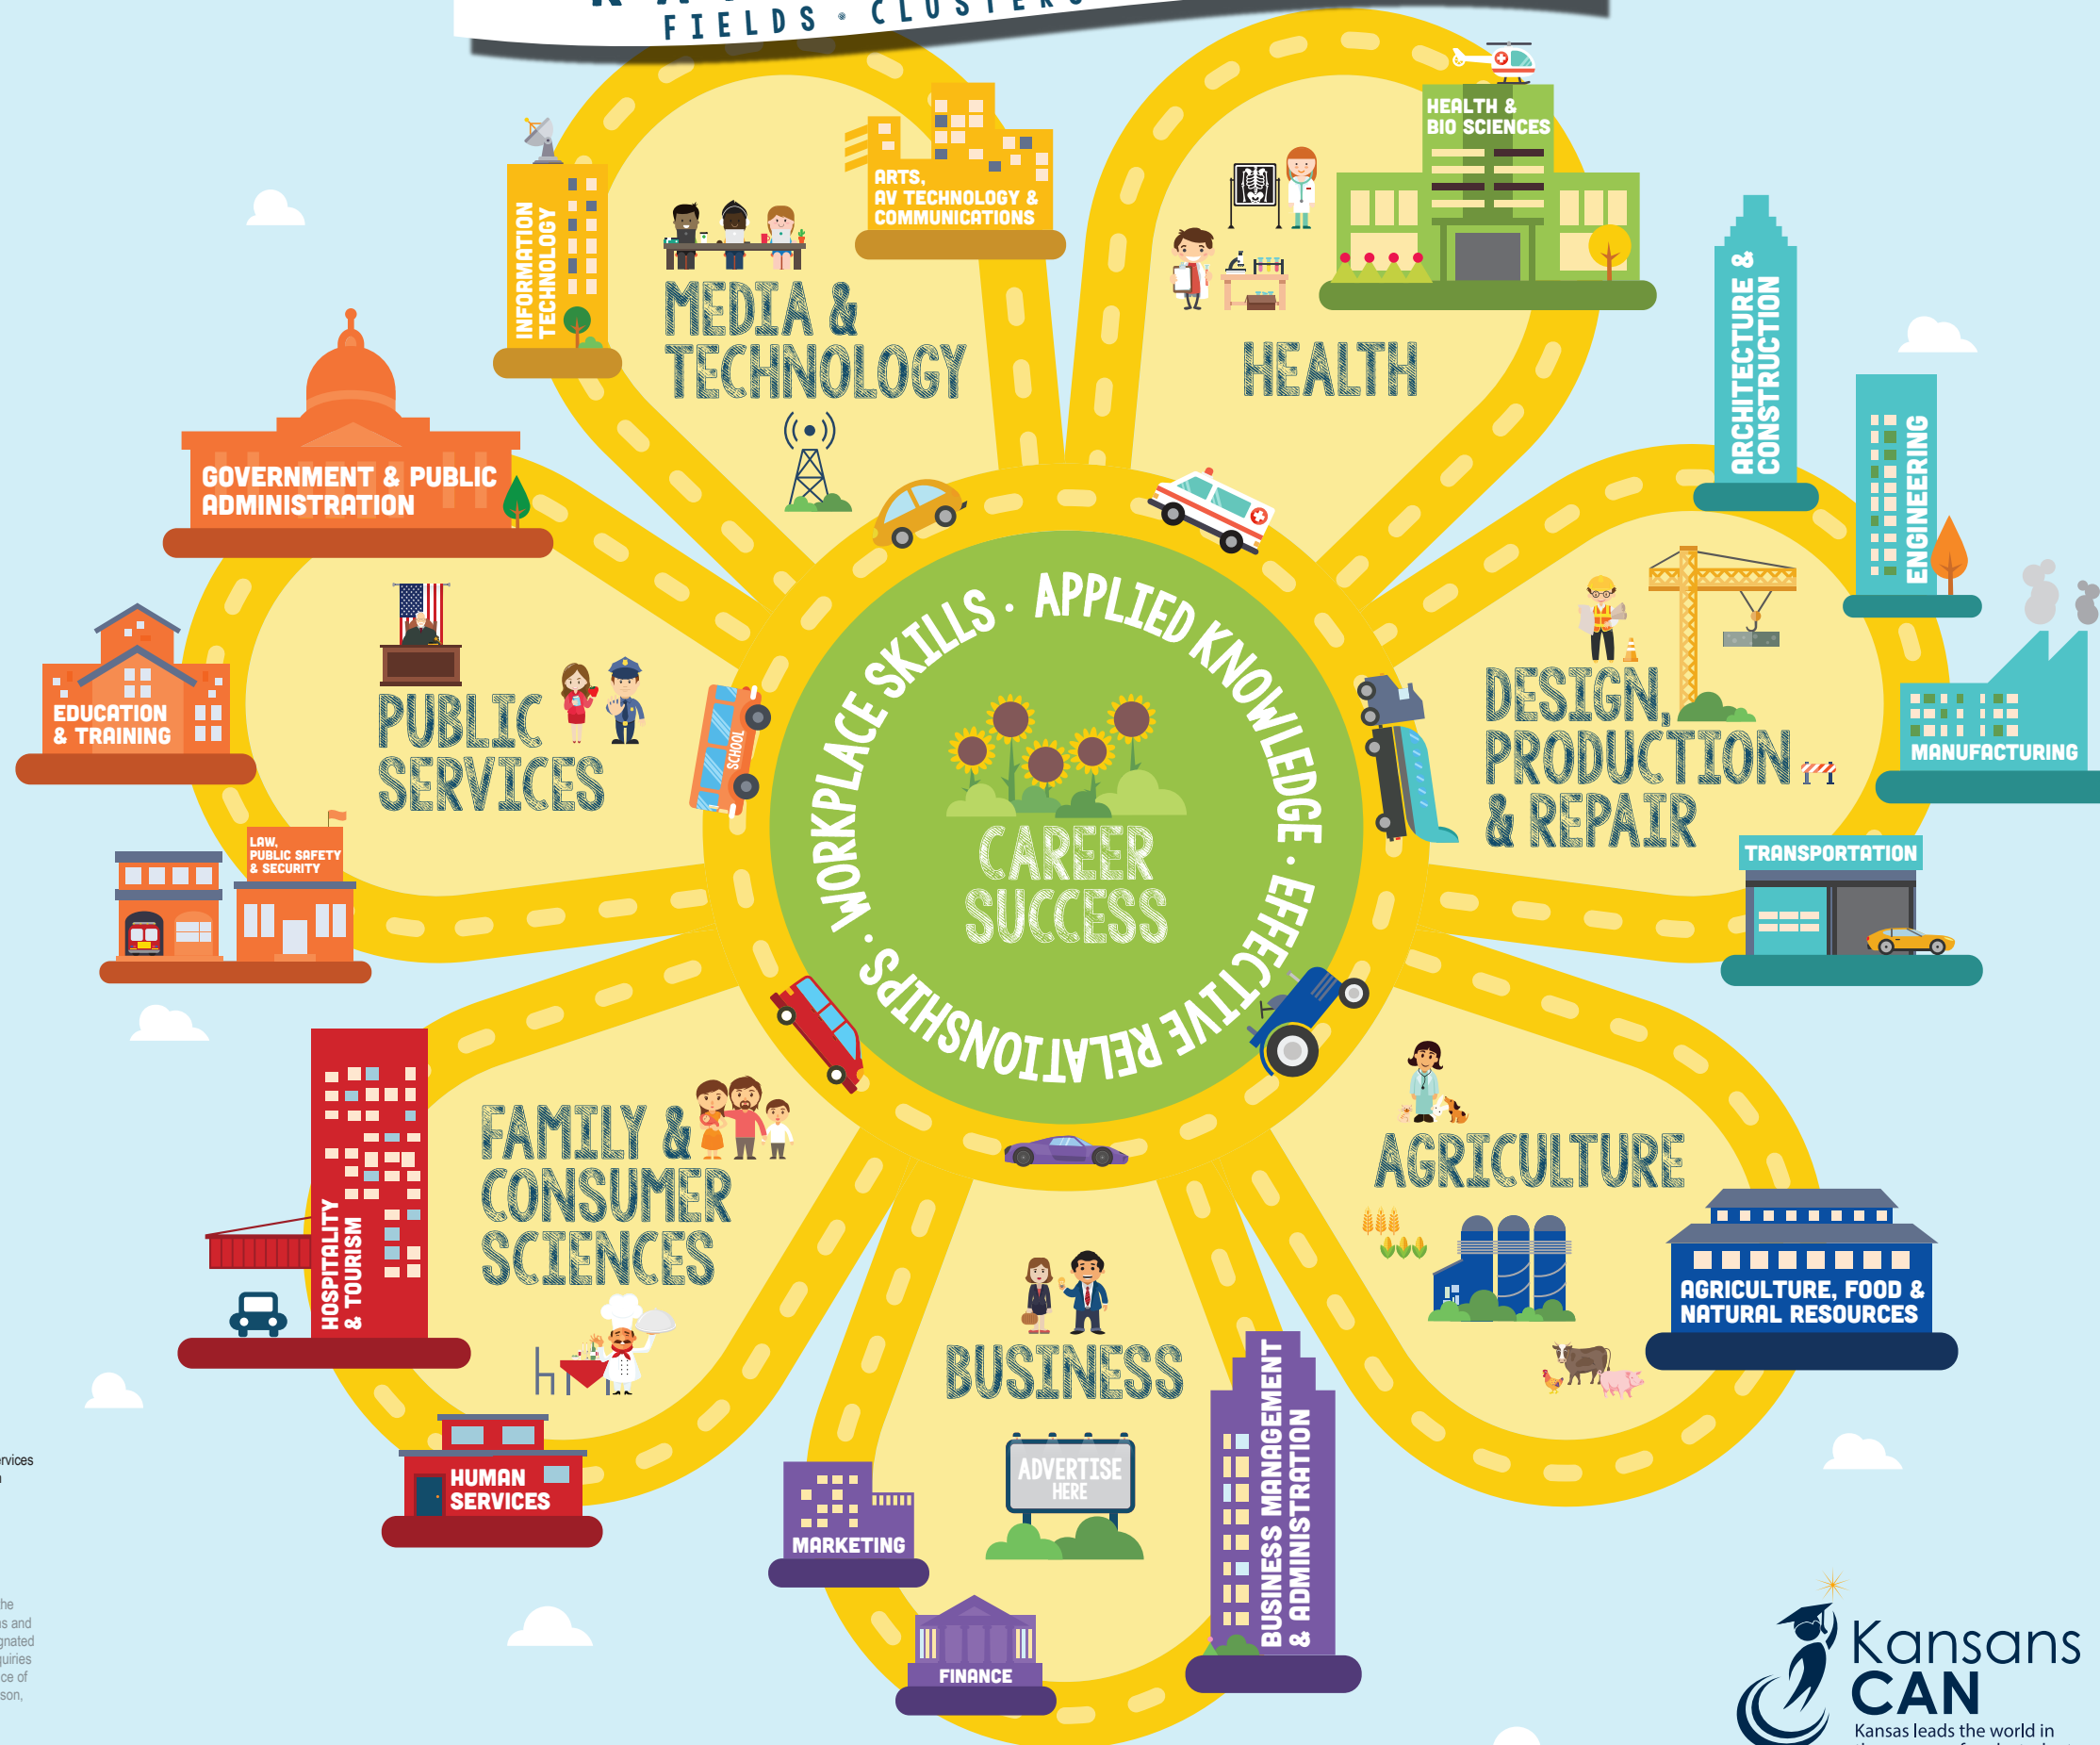 FIELDS • CLUSTERS
INFORMATION
TECHNOLOGY
ARTS,
AV TECHNOLOGY &
COMMUNICATIONS
MEDIA &
TECHNOLOGY
HEALTH &
BIO SCIENCES
HEALTH
ARCHITECTURE &
CONSTRUCTION
ENGINEERING
MANUFACTURING
TRANSPORTATION
DESIGN,
PRODUCTION
& REPAIR
GOVERNMENT & PUBLIC
ADMINISTRATION
EDUCATION
& TRAINING
LAW,
PUBLIC SAFETY
& SECURITY
PUBLIC
SERVICES
SCHOOL
WORKPLACE SKILLS • APPLIED KNOWLEDGE • EFFECTIVE RELATIONSHIPS •
CAREER
SUCCESS
FAMILY &
CONSUMER
SCIENCES
HOSPITALITY
& TOURISM
HUMAN
SERVICES
AGRICULTURE
AGRICULTURE, FOOD &
NATURAL RESOURCES
BUSINESS
ADVERTISE
HERE
MARKETING
FINANCE
BUSINESS MANAGEMENT
& ADMINISTRATION
Kansans
CAN
Kansas leads the world in